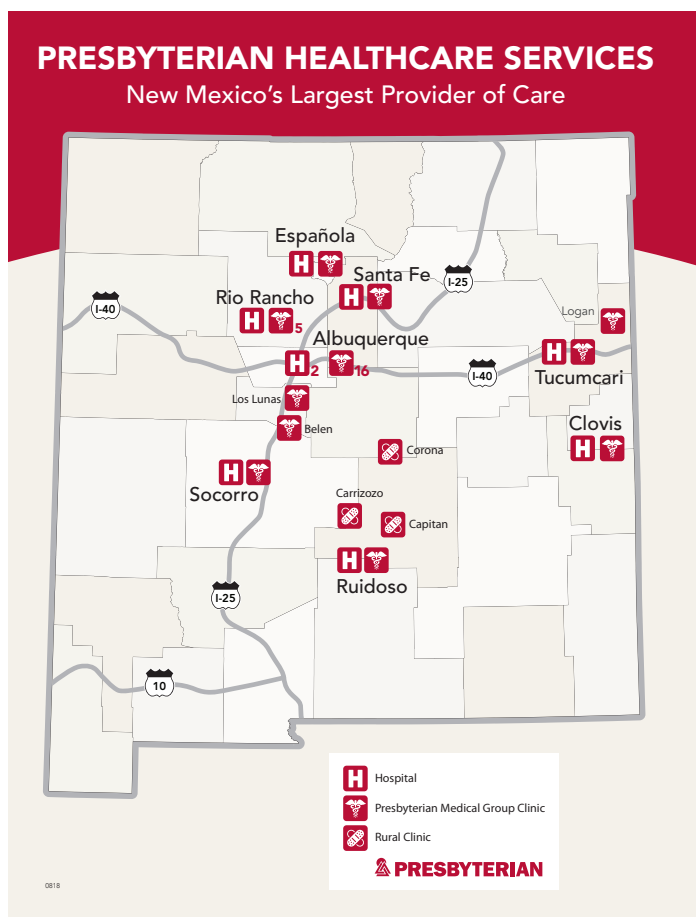 PRESBYTERIAN HEALTHCARE SERVICES
New Mexico's Largest Provider of Care
Española
H
Santa Fe
H
I-25
Rio Rancho
H
5
I-40
Logan
Albuquerque
H
2
16
I-40
H
Tucumcari
Los Lunas
Belen
Clovis
H
Corona
H
Socorro
Carrizozo
Capitan
H
Ruidoso
I-25
10
H Hospital
Presbyterian Medical Group Clinic
Rural Clinic
PRESBYTERIAN
0818